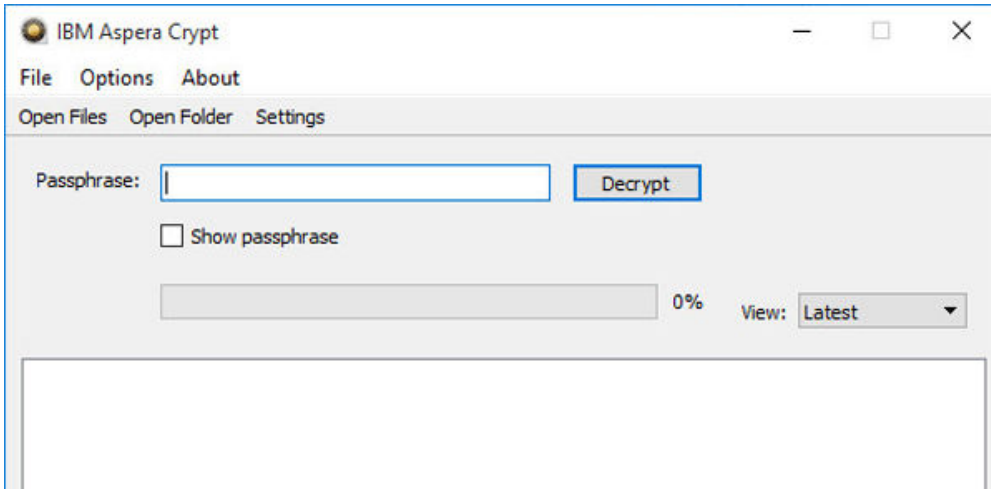 IBM Aspera Crypt
File Options About
Open Files Open Folder Settings
Passphrase: Decrypt
Show passphrase
0% View: Latest